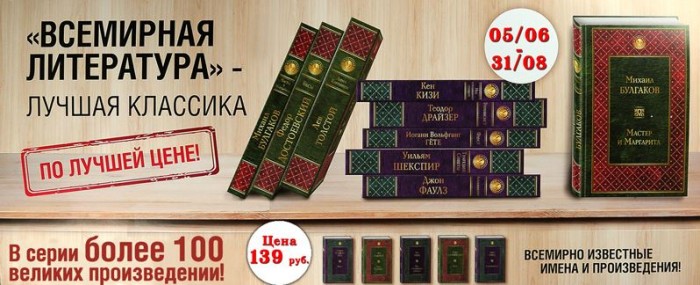 «ВСЕМИРНАЯ
ЛИТЕРАТУРА» -
ЛУЧШАЯ КЛАССИКА
ПО ЛУЧШЕЙ ЦЕНЕ!
Михаил
БУЛГАКОВ
Федор
ДОСТОЕВСКИЙ
Лев
ТОЛСТОЙ
Кен
КИЗИ
Теодор
ДРАЙЗЕР
Иоганн Вольфганг
ГЁТЕ
Уильям
ШЕКСПИР
Джон
ФАУЛЗ
05/06
-
31/08
БУЛГАКОВ
Михаил
БУЛГАКОВ
Мастер
и Маргарита
В серии более 100
великих произведений!
Цена
139 руб.
ВСЕМИРНО ИЗВЕСТНЫЕ
ИМЕНА И ПРОИЗВЕДЕНИЯ!